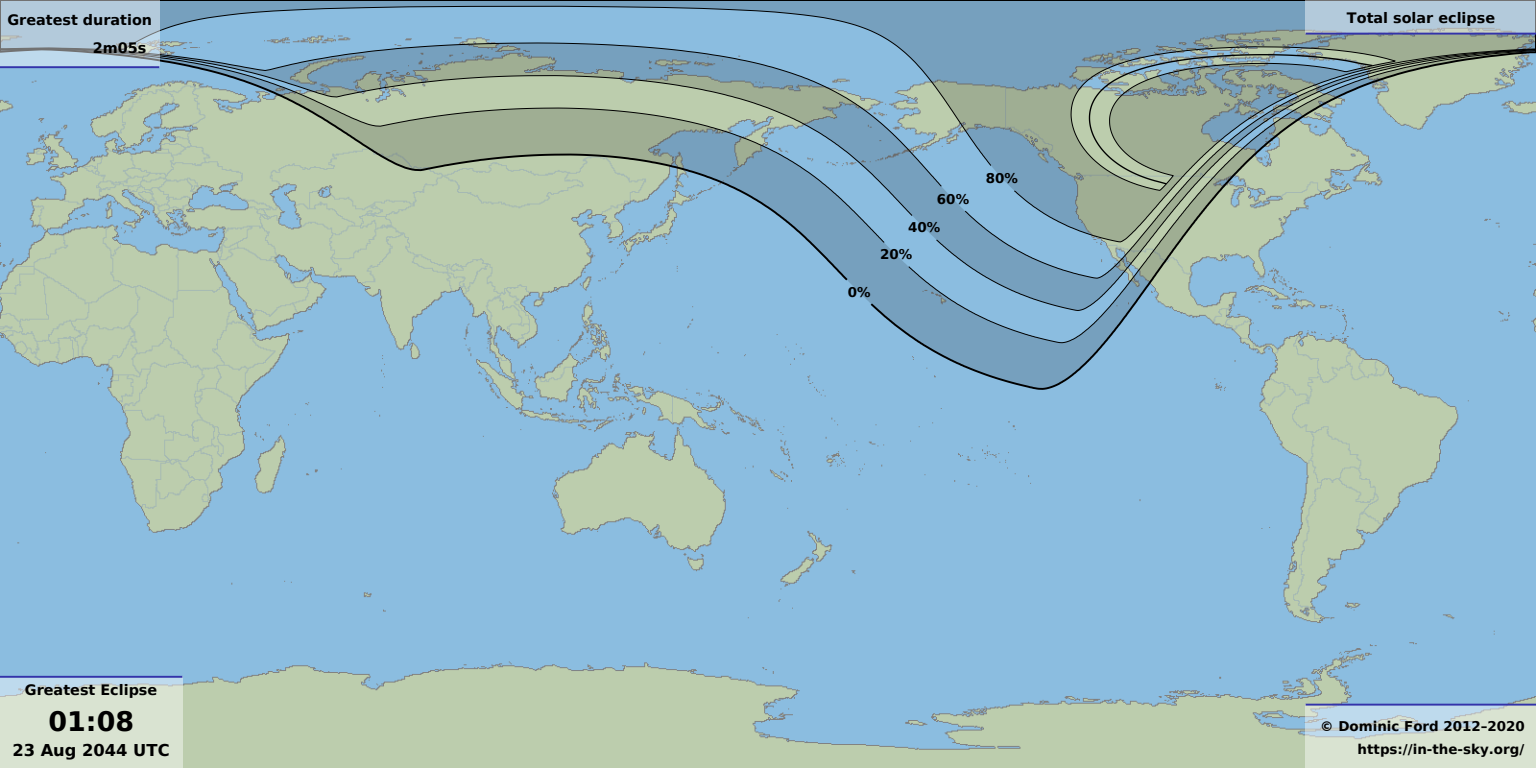 Greatest duration
2m05s
Total solar eclipse
80%
60%
40%
20%
0%
Greatest Eclipse
01:08
23 Aug 2044 UTC
© Dominic Ford 2012–2020
https://in-the-sky.org/